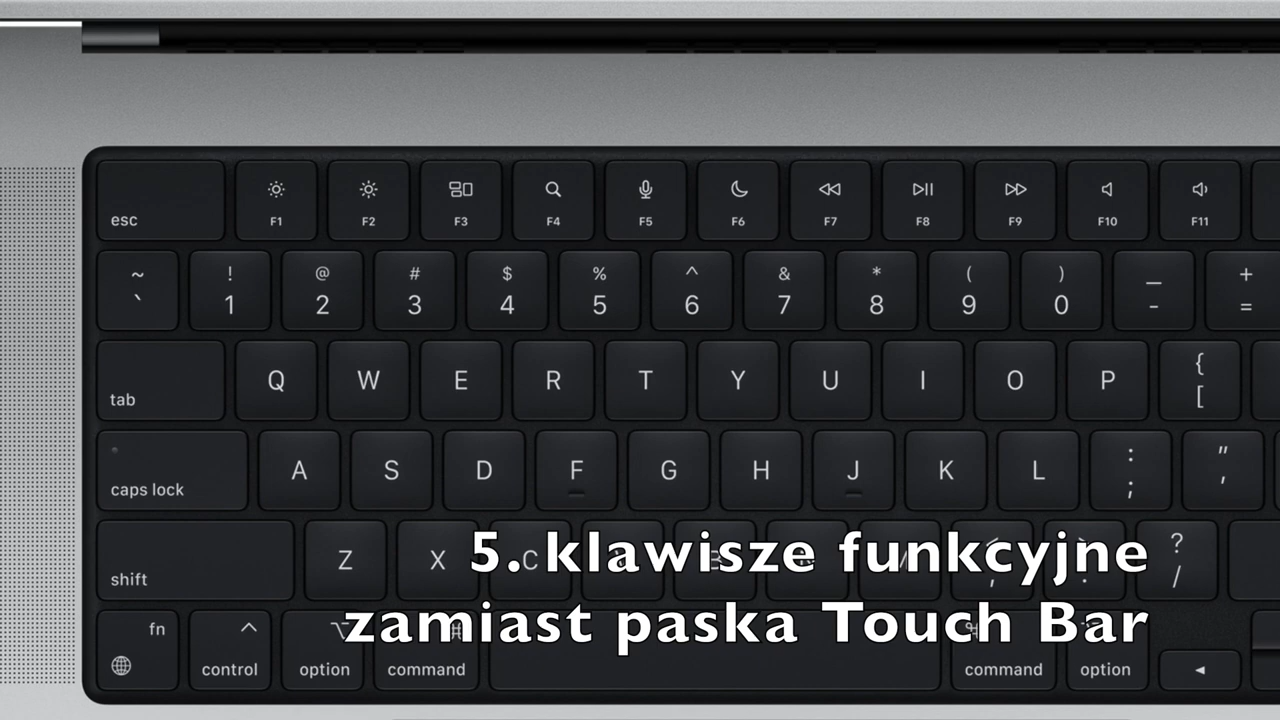 esc F1 F2 F3 F4 F5 F6 F7 F8 F9 F10 F11
~ ! @ # $ % ^ & * ( ) _ +
` 1 2 3 4 5 6 7 8 9 0 - =
tab Q W E R T Y U I O P { [
caps lock A S D F G H J K L : ; " '
shift Z X C ? /
5. klawisze funkcyjne
zamiast paska Touch Bar
fn control option command command option